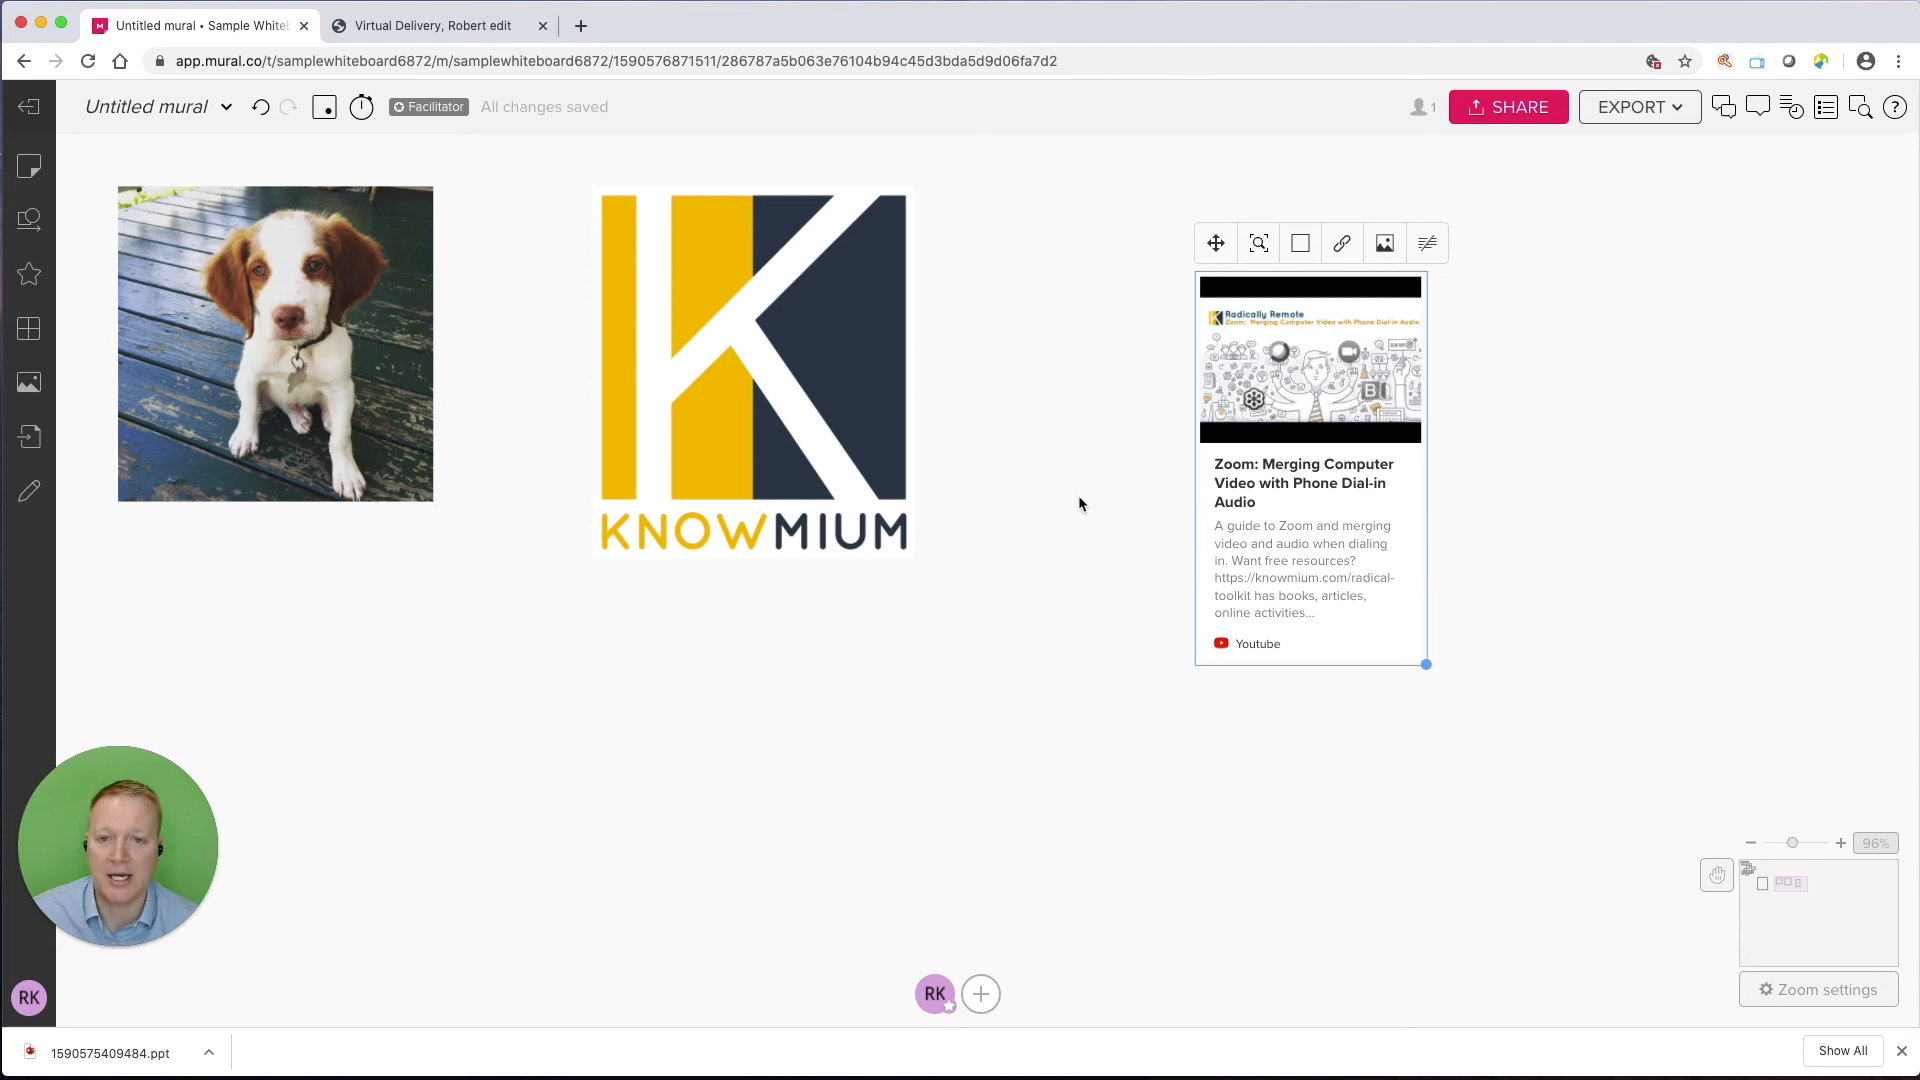 Untitled mural • Sample White
Virtual Delivery, Robert edit
app.mural.co/t/samplewhiteboard6872/m/samplewhiteboard6872/1590576871511/286787a5b063e76104b94c45d3bda5d9d06fa7d2
Untitled mural
Facilitator
All changes saved
1
SHARE
EXPORT
?
KNOWMIUM
Radically Remote
Zoom: Merging Computer Video with Phone Dial-in Audio
B
Zoom: Merging Computer
Video with Phone Dial-in
Audio
A guide to Zoom and merging
video and audio when dialing
in. Want free resources?
https://knowmium.com/radical-
toolkit has books, articles,
online activities...
Youtube
96%
Zoom settings
RK
RK
1590575409484.ppt
Show All